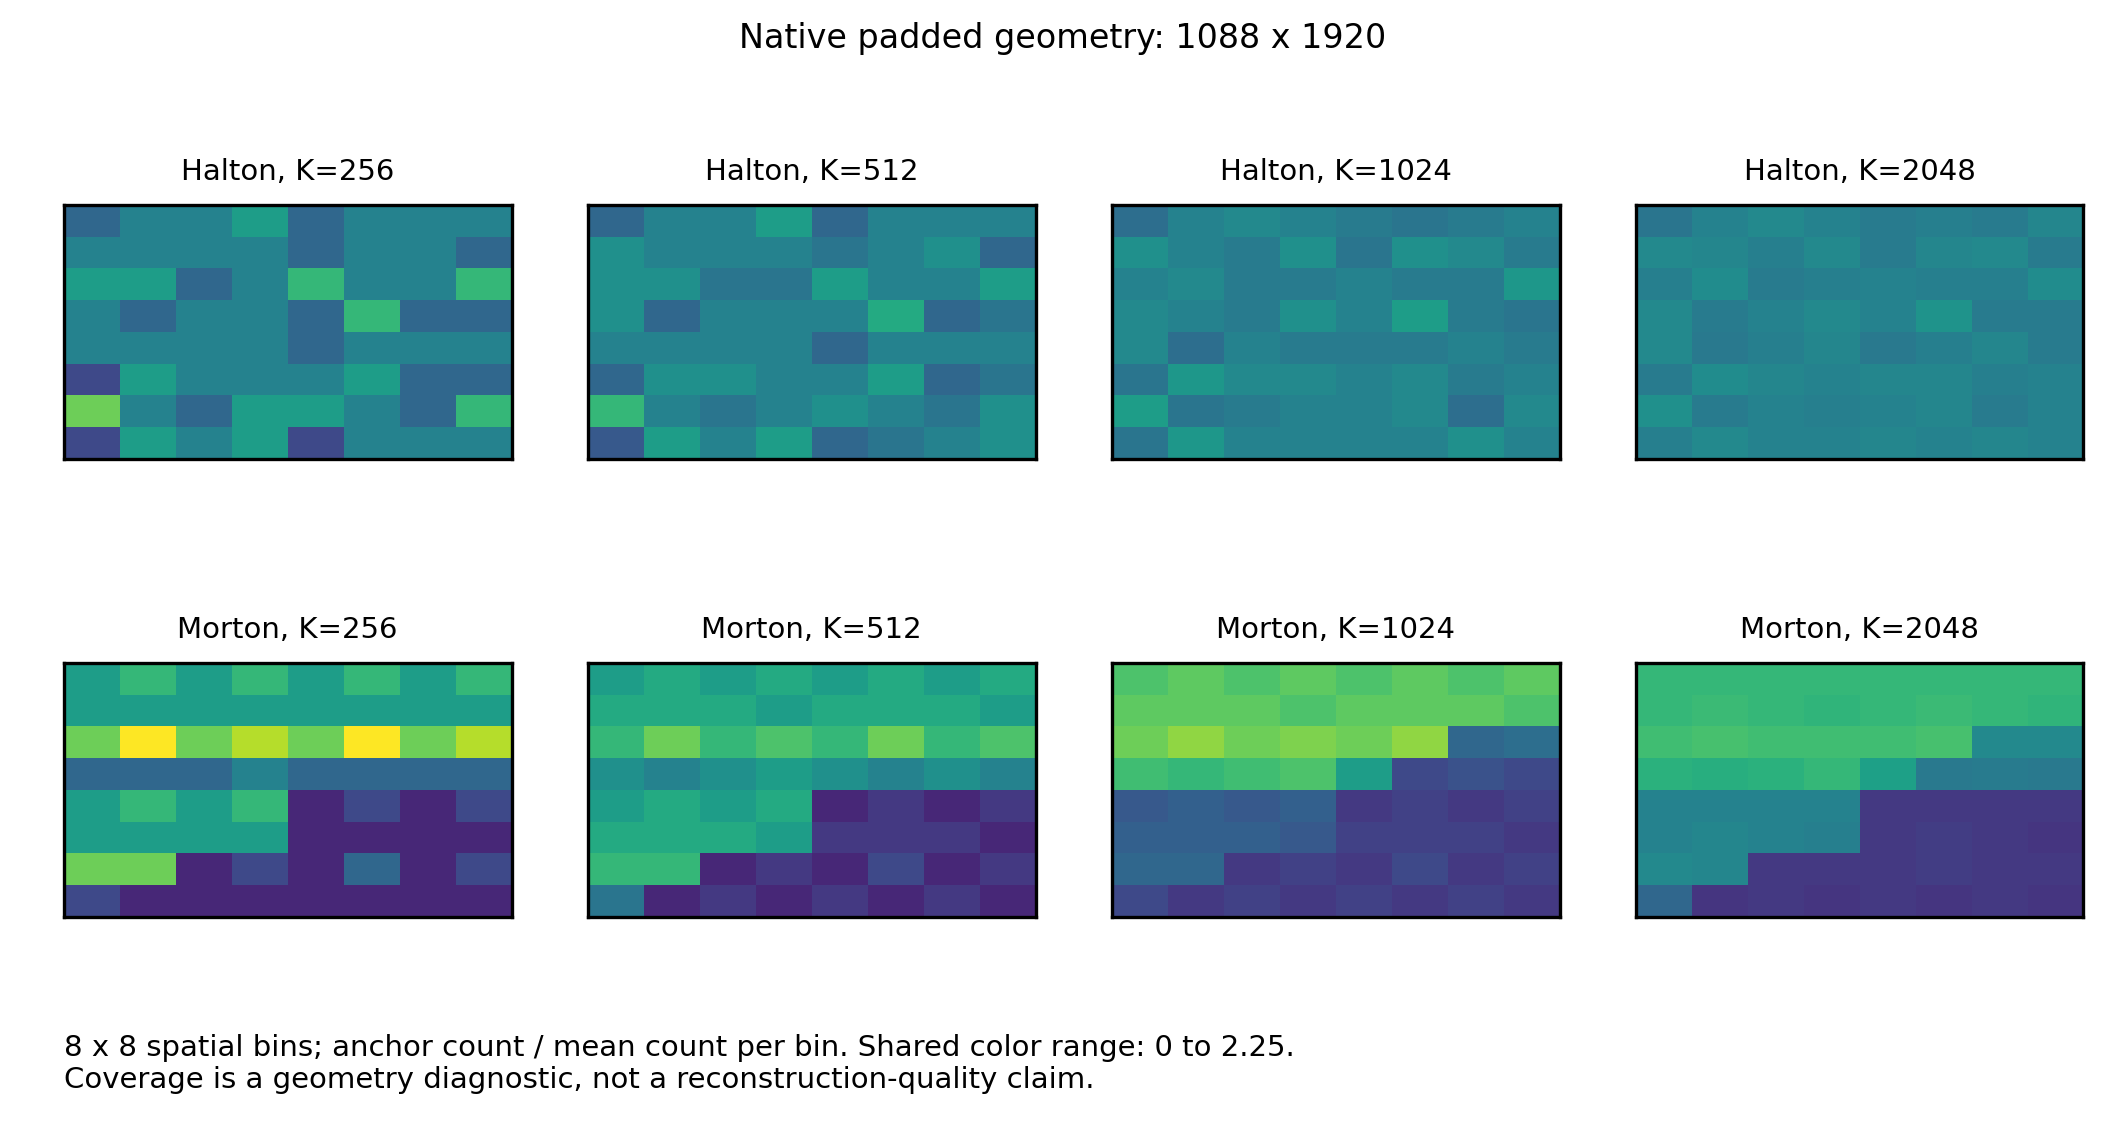 Native padded geometry: 1088 x 1920
Halton, K=256
Halton, K=512
Halton, K=1024
Halton, K=2048
Morton, K=256
Morton, K=512
Morton, K=1024
Morton, K=2048
8 x 8 spatial bins; anchor count / mean count per bin. Shared color range: 0 to 2.25.
Coverage is a geometry diagnostic, not a reconstruction-quality claim.